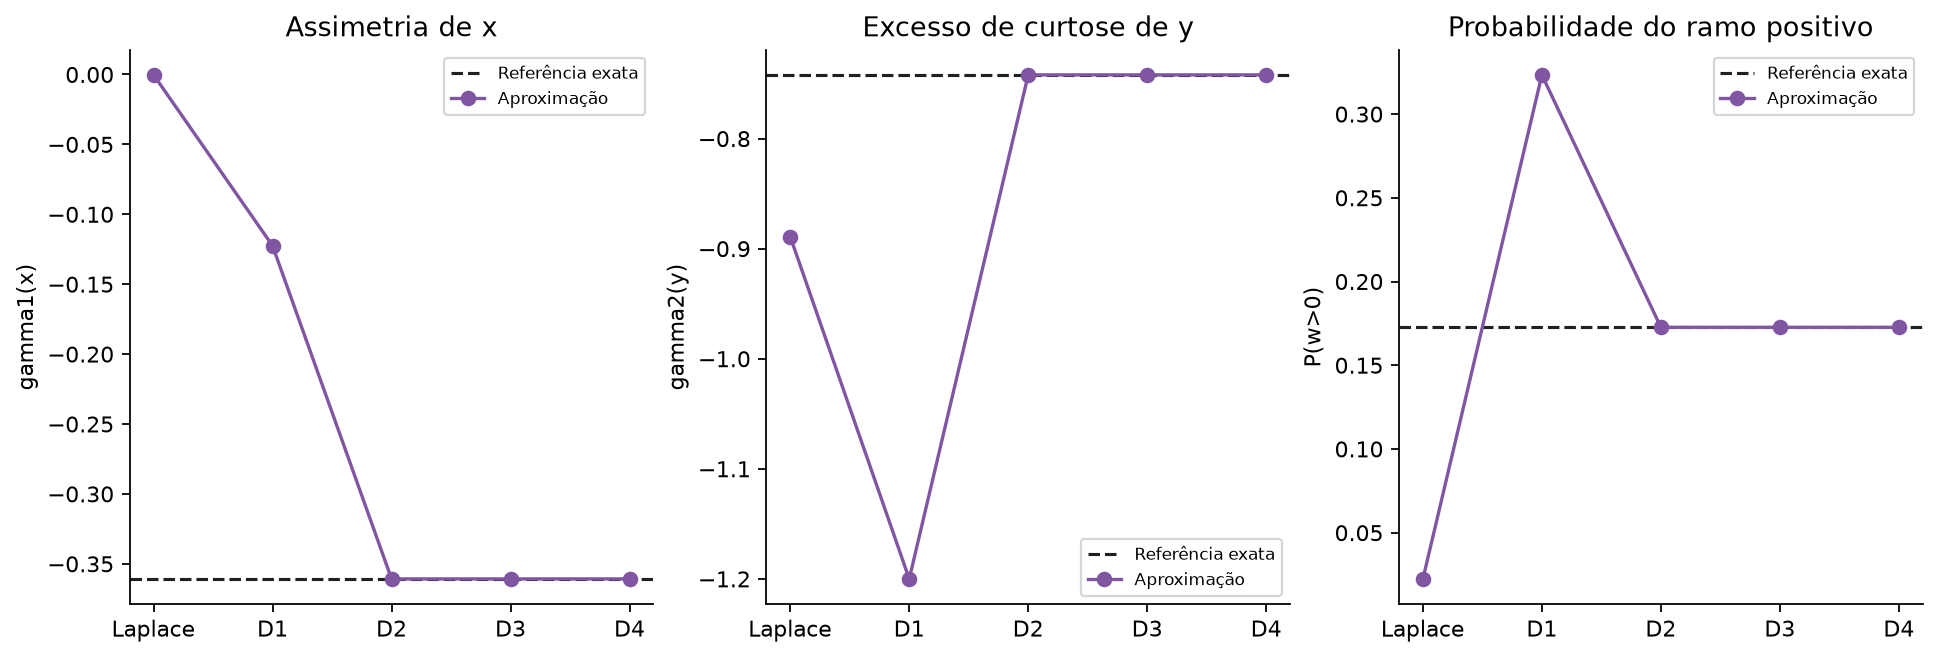 Assimetria de x
gamma1(x)
0.00
−0.05
−0.10
−0.15
−0.20
−0.25
−0.30
−0.35
Referência exata
Aproximação
Laplace D1 D2 D3 D4
Excesso de curtose de y
gamma2(y)
−0.8
−0.9
−1.0
−1.1
−1.2
Referência exata
Aproximação
Laplace D1 D2 D3 D4
Probabilidade do ramo positivo
P(w>0)
0.30
0.25
0.20
0.15
0.10
0.05
Referência exata
Aproximação
Laplace D1 D2 D3 D4